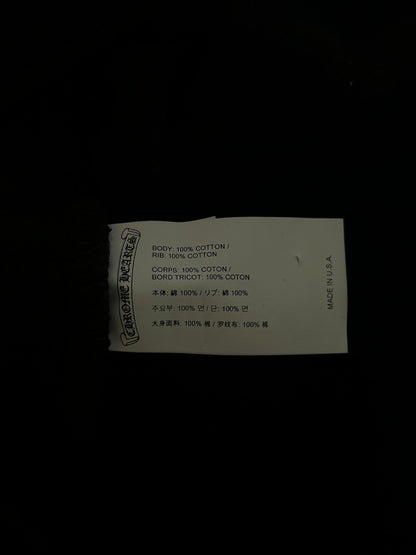 CHROME HEARTS
BODY: 100% COTTON /
RIB: 100% COTTON
CORPS: 100% COTON /
BORD TRICOT: 100% COTON
本体: 綿 100% / リブ: 綿 100%
주요부: 100% 면 / 단: 100% 면
大身面料: 100% 棉 / 罗纹布: 100% 棉
MADE IN U.S.A.